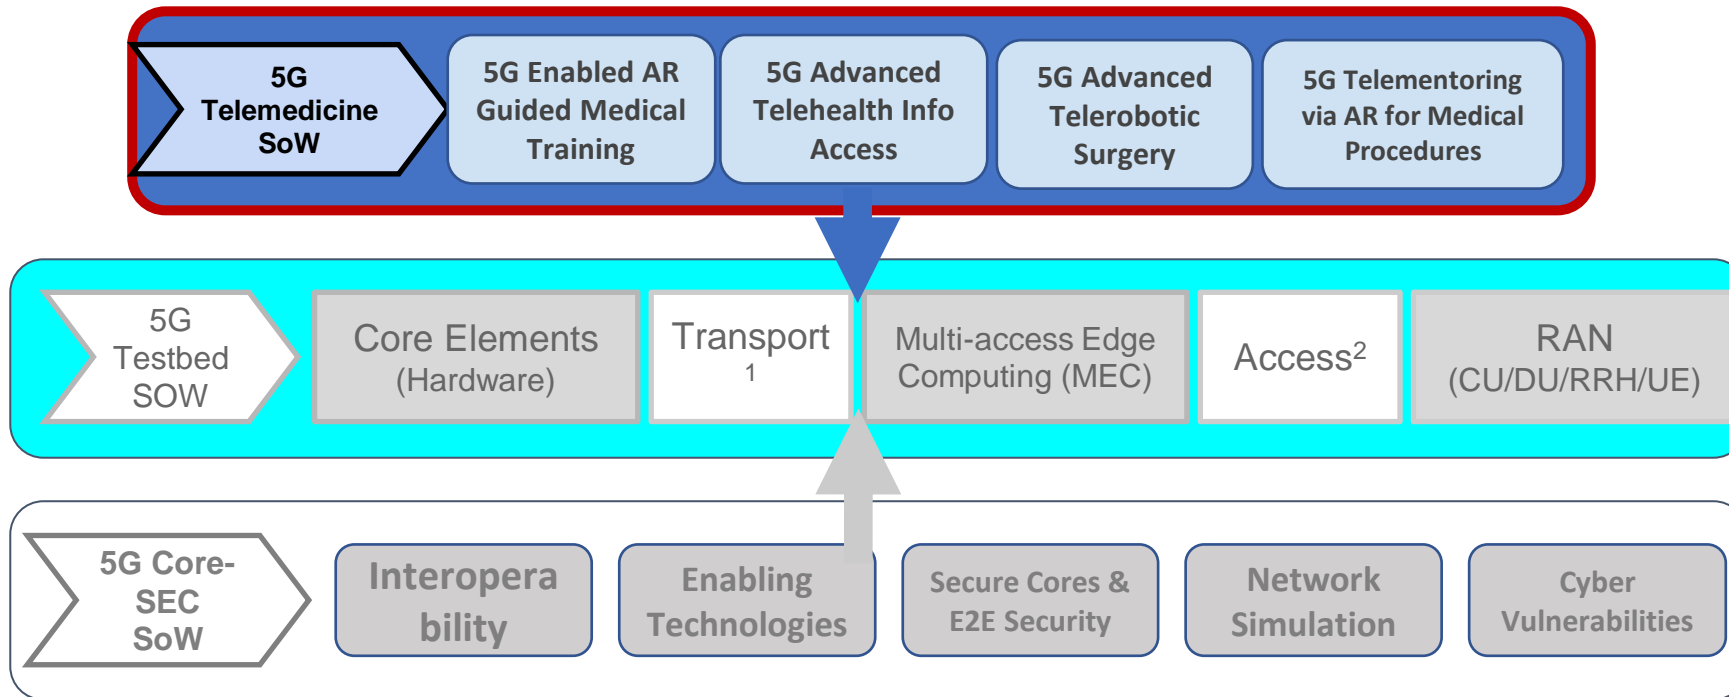 5G
Telemedicine
SoW
5G Enabled AR
Guided Medical
Training
5G Advanced
Telehealth Info
Access
5G Advanced
Telerobotic
Surgery
5G Telementoring
via AR for Medical
Procedures
5G
Testbed
SOW
Core Elements
(Hardware)
Transport
1
Multi-access Edge
Computing (MEC)
Access2
RAN
(CU/DU/RRH/UE)
5G Core-
SEC
SoW
Interopera
bility
Enabling
Technologies
Secure Cores &
E2E Security
Network
Simulation
Cyber
Vulnerabilities